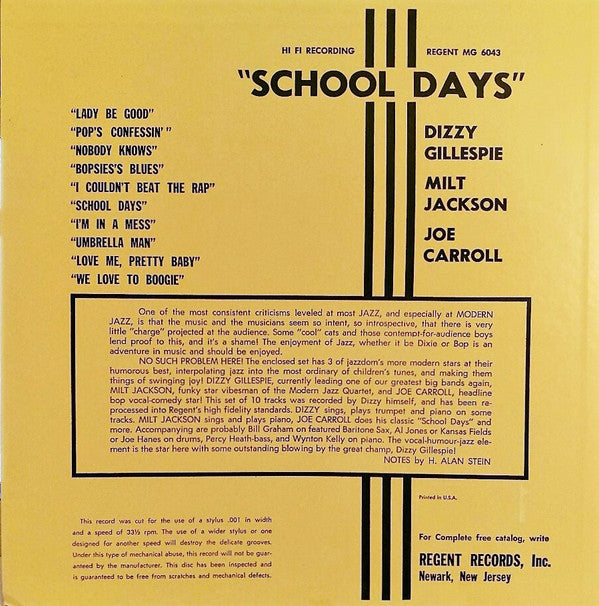 HI FI RECORDING
REGENT MG 6043
"SCHOOL DAYS"
"LADY BE GOOD"
"POP'S CONFESSIN'"
"NOBODY KNOWS"
"BOPSIES'S BLUES"
"I COULDN'T BEAT THE RAP"
"SCHOOL DAYS"
"I'M IN A MESS"
"UMBRELLA MAN"
"LOVE ME, PRETTY BABY"
"WE LOVE TO BOOGIE"
DIZZY
GILLESPIE
MILT
JACKSON
JOE
CARROLL
One of the most consistent criticisms leveled at most JAZZ, and especially at MODERN
JAZZ, is that the music and the musicians seem so intent, so introspective, that there is very
little "charge" projected at the audience. Some "cool" cats and those contempt-for-audience boys
lend proof to this, and it's a shame! The enjoyment of Jazz, whether it be Dixie or Bop is an
adventure in music and should be enjoyed.
NO SUCH PROBLEM HERE! The enclosed set has 3 of jazzdom's more modern stars at their
humorous best, interpolating jazz into the most ordinary of children's tunes, and making them
things of swinging joy! DIZZY GILLESPIE, currently leading one of our greatest big bands again,
MILT JACKSON, funky star vibesman of the Modern Jazz Quartet, and JOE CARROLL, headline
bop vocal-comedy star! This set of 10 tracks was recorded by Dizzy himself, and has been re-
processed into Regent's high fidelity standards. DIZZY sings, plays trumpet and piano on some
tracks. MILT JACKSON sings and plays piano, JOE CARROLL does his classic "School Days" and
more. Accompanying are probably Bill Graham on featured Baritone Sax, Al Jones or Kansas Fields
or Joe Hanes on drums, Percy Heath-bass, and Wynton Kelly on piano. The vocal-humour-jazz ele-
ment is the star here with some outstanding blowing by the great champ, Dizzy Gillespie!
NOTES by H. ALAN STEIN
Printed in U.S.A.
This record was cut for the use of a stylus .001 in width
and a speed of 33⅓ rpm. The use of a wider stylus or one
designed for another speed will destroy the delicate grooves.
Under this type of mechanical abuse, this record will not be guar-
anteed by the manufacturer. This disc has been inspected and
is guaranteed to be free from scratches and mechanical defects.
For Complete free catalog, write
REGENT RECORDS, Inc.
Newark, New Jersey